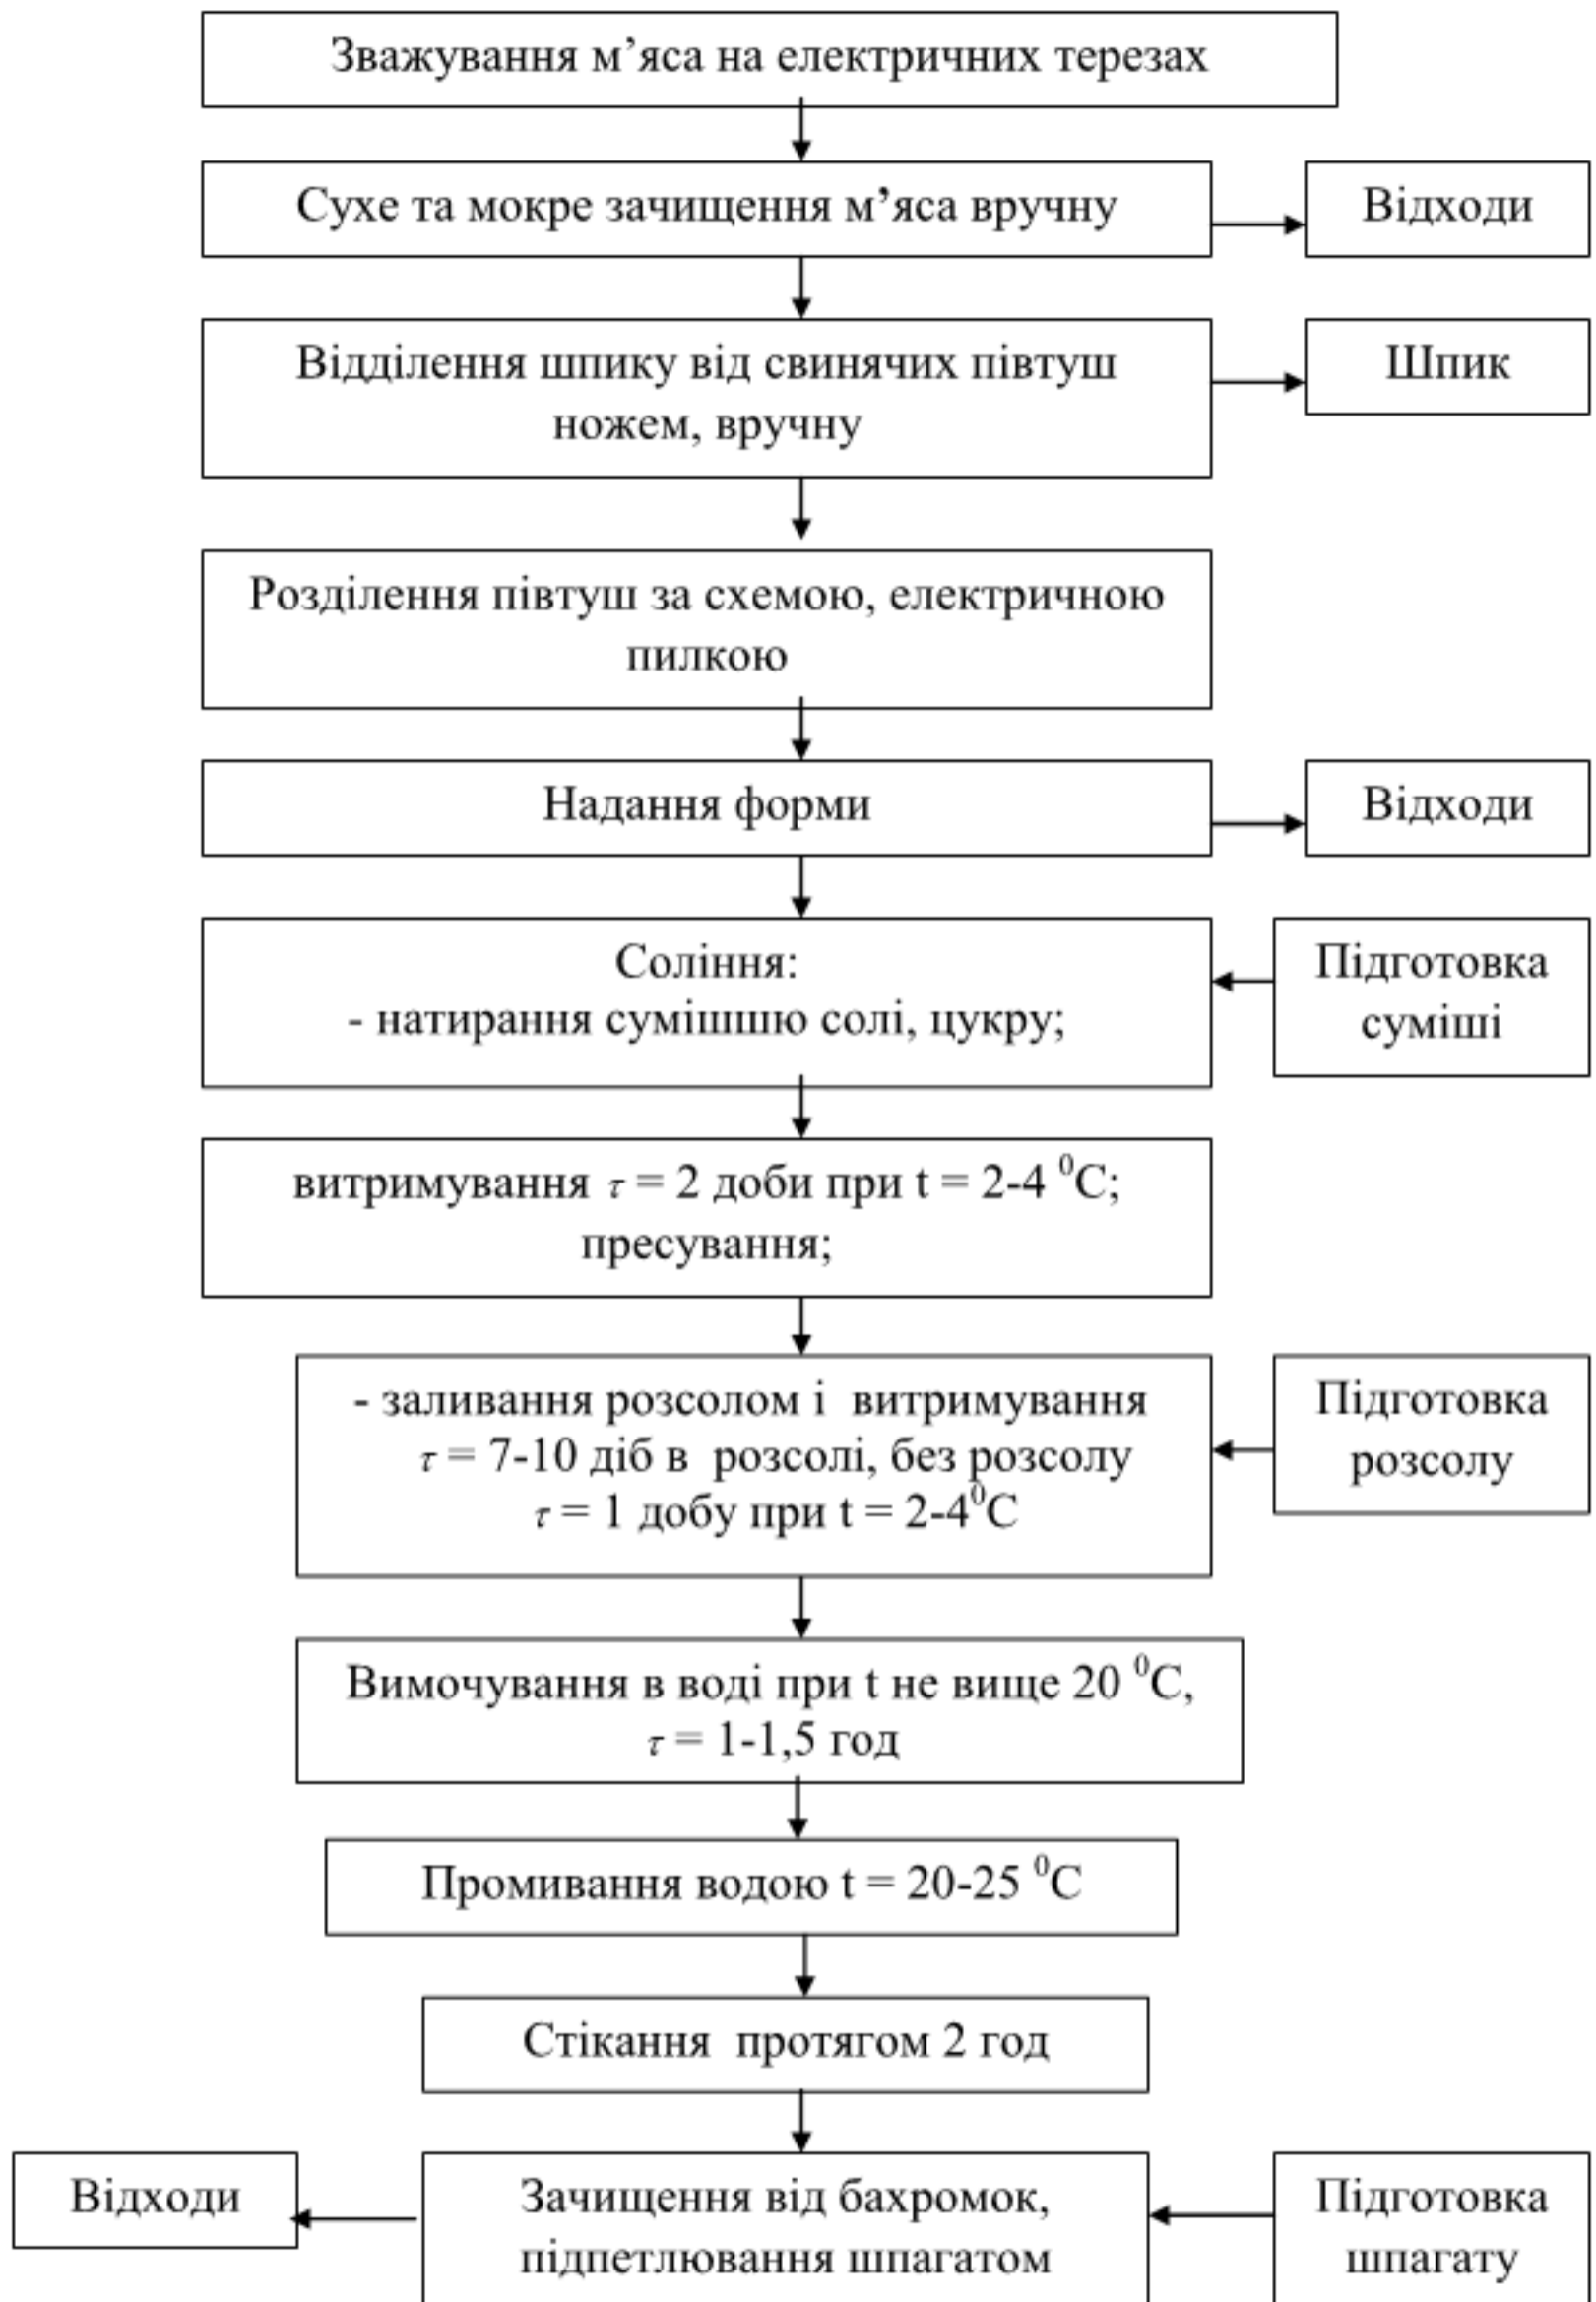 Зважування м’яса на електричних терезах
Сухе та мокре зачищення м’яса вручну
Відходи
Відділення шпику від свинячих півтуш
ножем, вручну
Шпик
Розділення півтуш за схемою, електричною
пилкою
Надання форми
Відходи
Соління:
- натирання сумішшю солі, цукру;
Підготовка
суміші
витримування τ = 2 доби при t = 2-4 ⁰С;
пресування;
- заливання розсолом і витримування
τ = 7-10 діб в розсолі, без розсолу
τ = 1 добу при t = 2-4⁰С
Підготовка
розсолу
Вимочування в воді при t не вище 20 ⁰С,
τ = 1-1,5 год
Промивання водою t = 20-25 ⁰С
Стікання протягом 2 год
Відходи
Зачищення від бахромок,
підпетлювання шпагатом
Підготовка
шпагату